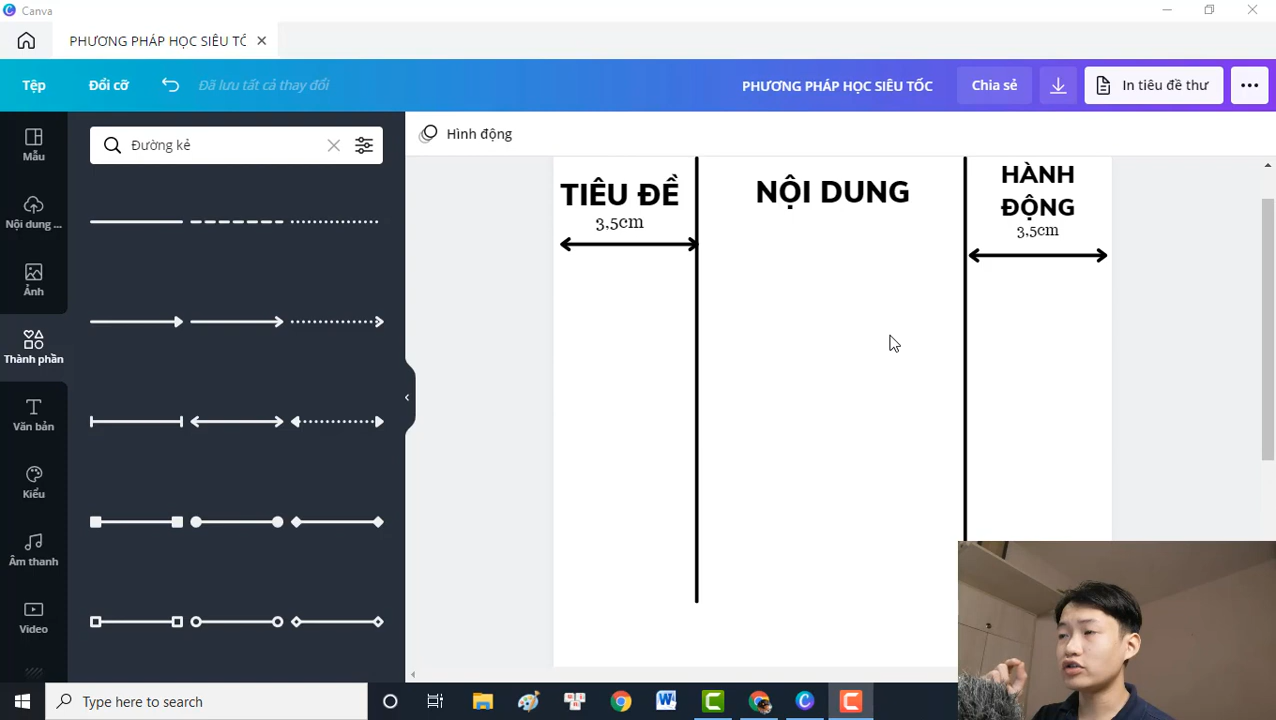 Canva
PHƯƠNG PHÁP HỌC SIÊU TỐ
Tệp
Đổi cỡ
Đã lưu tất cả thay đổi
PHƯƠNG PHÁP HỌC SIÊU TỐC
Chia sẻ
In tiêu đề thư
Mẫu
Nội dung ...
Ảnh
Thành phần
Văn bản
Kiểu
Âm thanh
Video
Đường kẻ
Hình động
TIÊU ĐỀ
3,5cm
NỘI DUNG
HÀNH
ĐỘNG
3,5cm
Type here to search